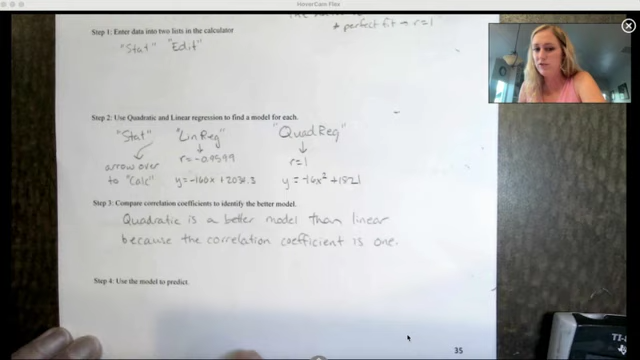 HoverCam Flex
* perfect fit → r=1
Step 1: Enter data into two lists in the calculator
"Stat" "Edit"
Step 2: Use Quadratic and Linear regression to find a model for each.
"Stat" "LinReg" "QuadReg"
arrow over to "Calc"
r=-0.9599
y=-160x+2031.3
r=1
y=-16x²+1821
Step 3: Compare correlation coefficients to identify the better model.
Quadratic is a better model than linear
because the correlation coefficient is one.
Step 4: Use the model to predict.
35